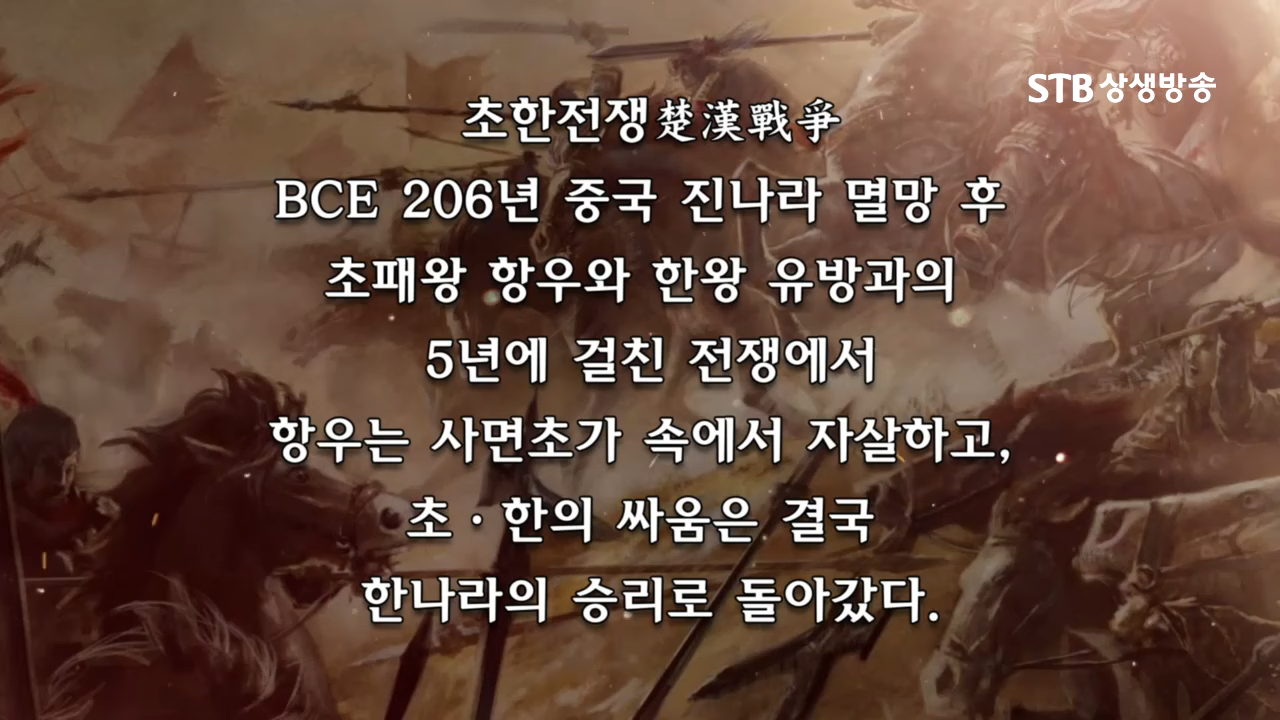 STB 상생방송
초한전쟁楚漢戰爭
BCE 206년 중국 진나라 멸망 후
초패왕 항우와 한왕 유방과의
5년에 걸친 전쟁에서
항우는 사면초가 속에서 자살하고,
초·한의 싸움은 결국
한나라의 승리로 돌아갔다.